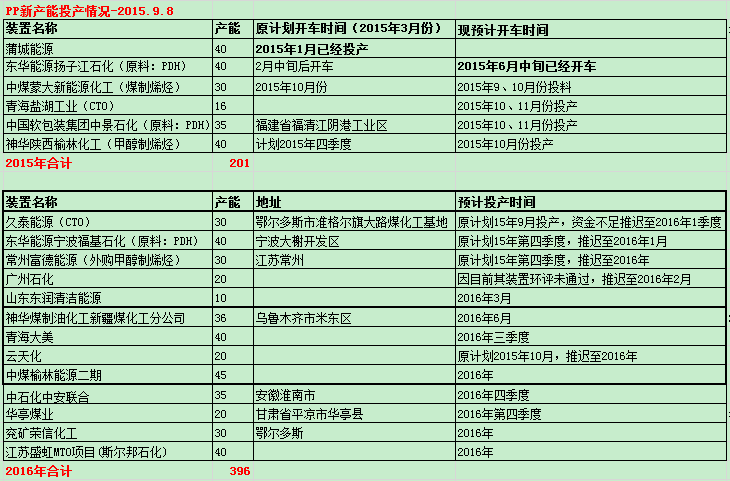 PP新产能投产情况-2015.9.8
装置名称 产能 原计划开车时间（2015年3月份） 现预计开车时间
蒲城能源 40 2015年1月已经投产
东华能源扬子江石化（原料：PDH） 40 2月中旬后开车 2015年6月中旬已经开车
中煤蒙大新能源化工（煤制烯烃） 30 2015年10月份 2015年9、10月份投料
青海盐湖工业（CTO） 16 2015年10、11月份投产
中国软包装集团中景石化（原料：PDH） 35 福建省福清江阴港工业区 2015年10、11月份投产
神华陕西榆林化工（甲醇制烯烃） 40 计划2015年四季度 2015年10月份投产
2015年合计 201
装置名称 产能 地址 预计投产时间
久泰能源（CTO） 30 鄂尔多斯市准格尔旗大路煤化工基地 原计划15年9月投产，资金不足推迟至2016年1季度
东华能源宁波福基石化（原料：PDH） 40 宁波大榭开发区 原计划15年第四季度，推迟至2016年1月
常州富德能源（外购甲醇制烯烃） 30 江苏常州 原计划15年第四季度，推迟至2016年
广州石化 20 因目前其装置环评未通过，推迟至2016年2月
山东东润清洁能源 10 2016年3月
神华煤制油化工新疆煤化工分公司 36 乌鲁木齐市米东区 2016年6月
青海大美 40 2016年三季度
云天化 20 原计划2015年10月，推迟至2016年
中煤榆林能源二期 45 2016年
中石化中安联合 35 安徽淮南市 2016年四季度
华亭煤业 20 甘肃省平凉市华亭县 2016年第四季度
兖矿荣信化工 30 鄂尔多斯 2016年
江苏盛虹MTO项目(斯尔邦石化） 40 2016年
2016年合计 396